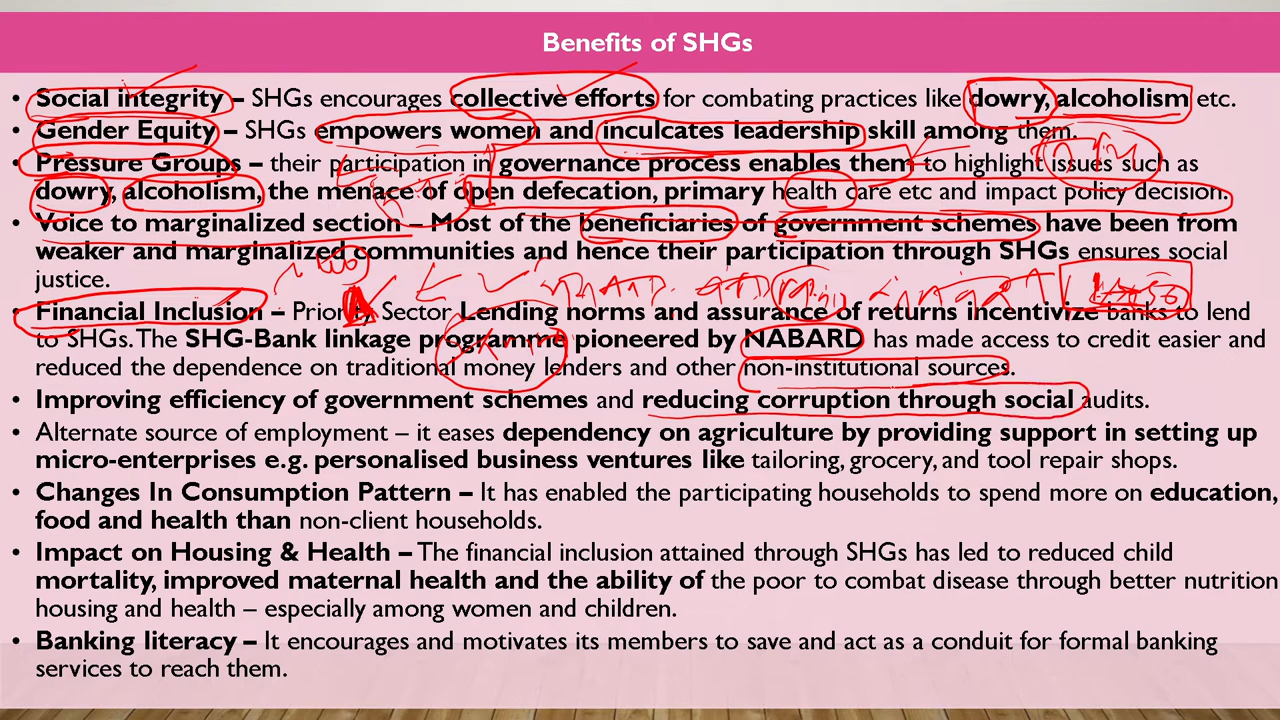 Benefits of SHGs
• Social integrity – SHGs encourages collective efforts for combating practices like dowry, alcoholism etc.
• Gender Equity – SHGs empowers women and inculcates leadership skill among them.
• Pressure Groups – their participation in governance process enables them to highlight issues such as
dowry, alcoholism, the menace of open defecation, primary health care etc and impact policy decision.
• Voice to marginalized section – Most of the beneficiaries of government schemes have been from
weaker and marginalized communities and hence their participation through SHGs ensures social
justice.
• Financial Inclusion – Priority Sector Lending norms and assurance of returns incentivize banks to lend
to SHGs. The SHG-Bank linkage programme pioneered by NABARD has made access to credit easier and
reduced the dependence on traditional money lenders and other non-institutional sources.
• Improving efficiency of government schemes and reducing corruption through social audits.
• Alternate source of employment – it eases dependency on agriculture by providing support in setting up
micro-enterprises e.g. personalised business ventures like tailoring, grocery, and tool repair shops.
• Changes In Consumption Pattern – It has enabled the participating households to spend more on education,
food and health than non-client households.
• Impact on Housing & Health – The financial inclusion attained through SHGs has led to reduced child
mortality, improved maternal health and the ability of the poor to combat disease through better nutrition
housing and health – especially among women and children.
• Banking literacy – It encourages and motivates its members to save and act as a conduit for formal banking
services to reach them.